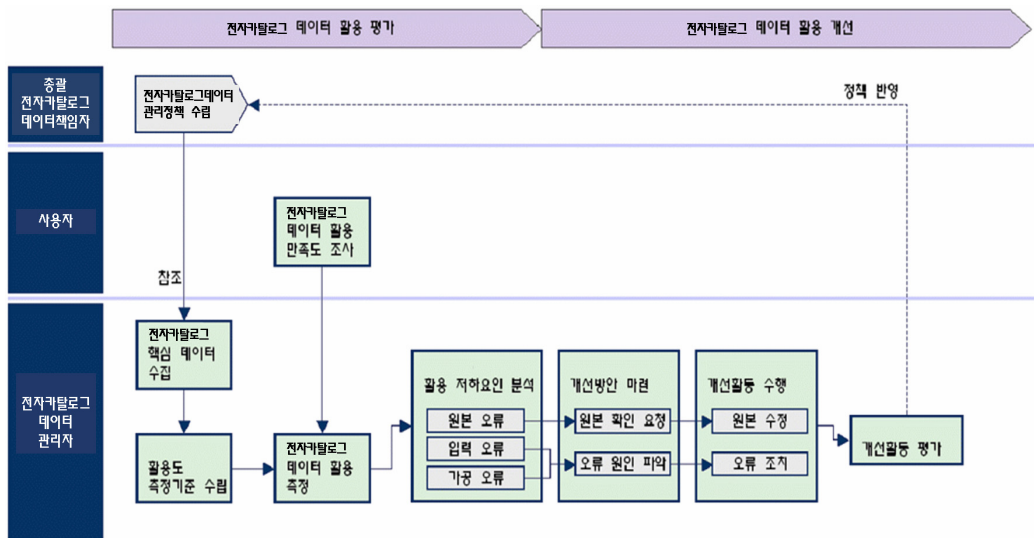 전자카탈로그 데이터 활용 평가
전자카탈로그 데이터 활용 개선
총괄
전자카탈로그
데이터책임자
전자카탈로그데이터
관리정책 수립
정책 반영
사용자
전자카탈로그
데이터 활용
만족도 조사
참조
전자카탈로그
데이터
관리자
전자카탈로그
핵심 데이터
수집
활용도
측정기준 수립
전자카탈로그
데이터 활용
측정
활용 저하요인 분석
원본 오류
입력 오류
가공 오류
개선방안 마련
원본 확인 요청
오류 원인 파악
개선활동 수행
원본 수정
오류 조치
개선활동 평가